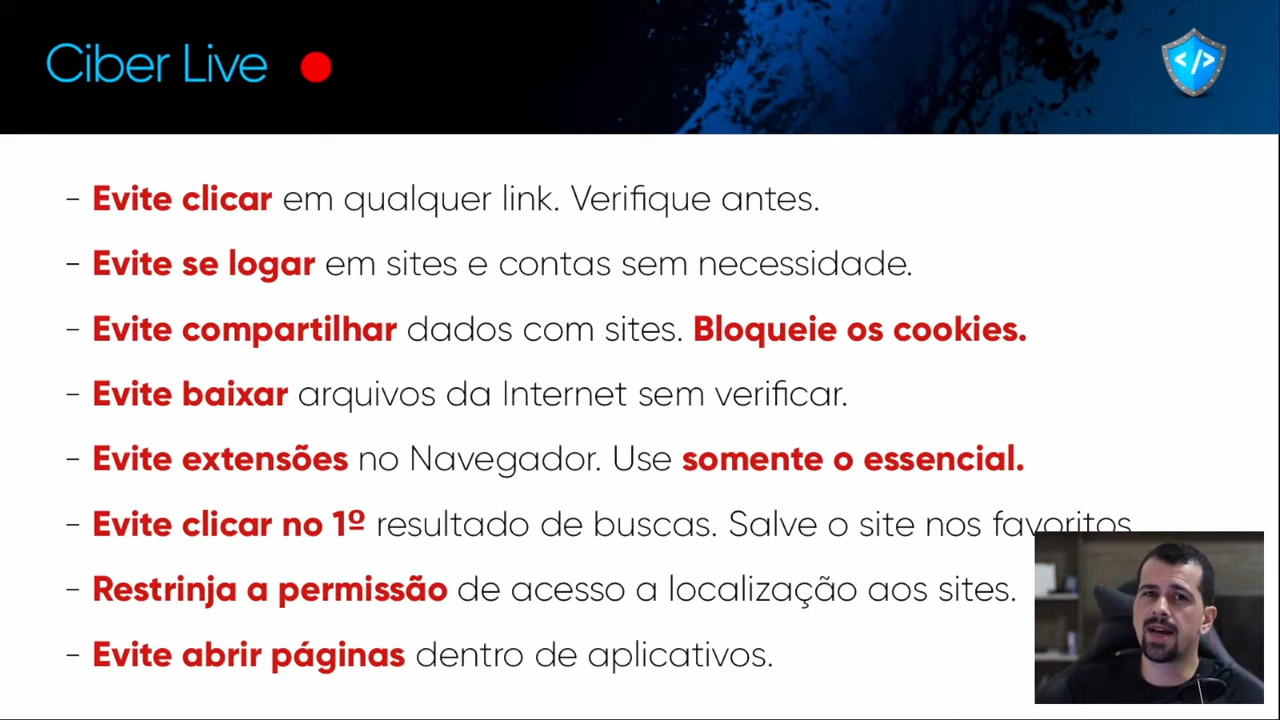 Ciber Live
</>
- Evite clicar em qualquer link. Verifique antes.
- Evite se logar em sites e contas sem necessidade.
- Evite compartilhar dados com sites. Bloqueie os cookies.
- Evite baixar arquivos da Internet sem verificar.
- Evite extensões no Navegador. Use somente o essencial.
- Evite clicar no 1º resultado de buscas. Salve o site nos favoritos.
- Restrinja a permissão de acesso a localização aos sites.
- Evite abrir páginas dentro de aplicativos.